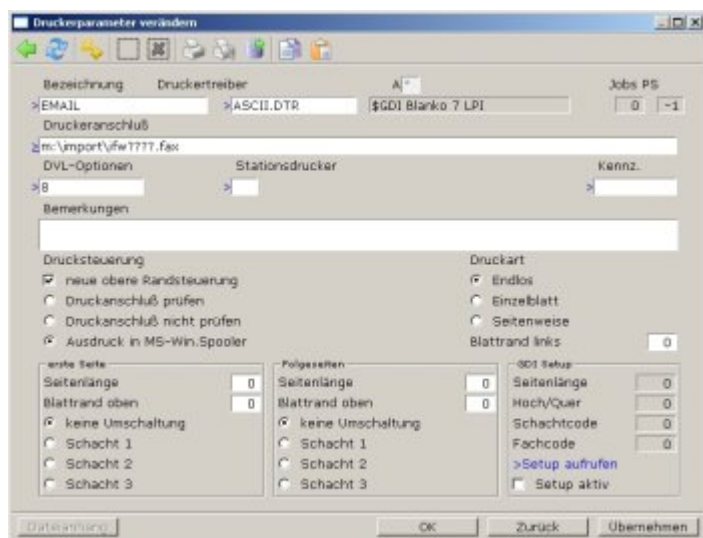 Druckerparameter verändern
Bezeichnung Druckertreiber A * Jobs PS
>EMAIL >ASCII.DTR $GDI Blanko 7 LPI 0 -1
Druckeranschluß
>m:\import\ifw????.fax
DVL-Optionen Stationsdrucker Kennz.
>8 > >
Bemerkungen
Drucksteuerung Druckart
neue obere Randsteuerung Endlos
Druckanschluß prüfen Einzelblatt
Druckanschluß nicht prüfen Seitenweise
Ausdruck in MS-Win.Spooler Blattrand links 0
erste Seite Folgeseiten GDI Setup
Seitenlänge 0 Seitenlänge 0 Seitenlänge 0
Blattrand oben 0 Blattrand oben 0 Hoch/Quer 0
keine Umschaltung keine Umschaltung Schachtcode 0
Schacht 1 Schacht 1 Fachcode 0
Schacht 2 Schacht 2 >Setup aufrufen
Schacht 3 Schacht 3 Setup aktiv
Dateianhang OK Zurück Übernehmen